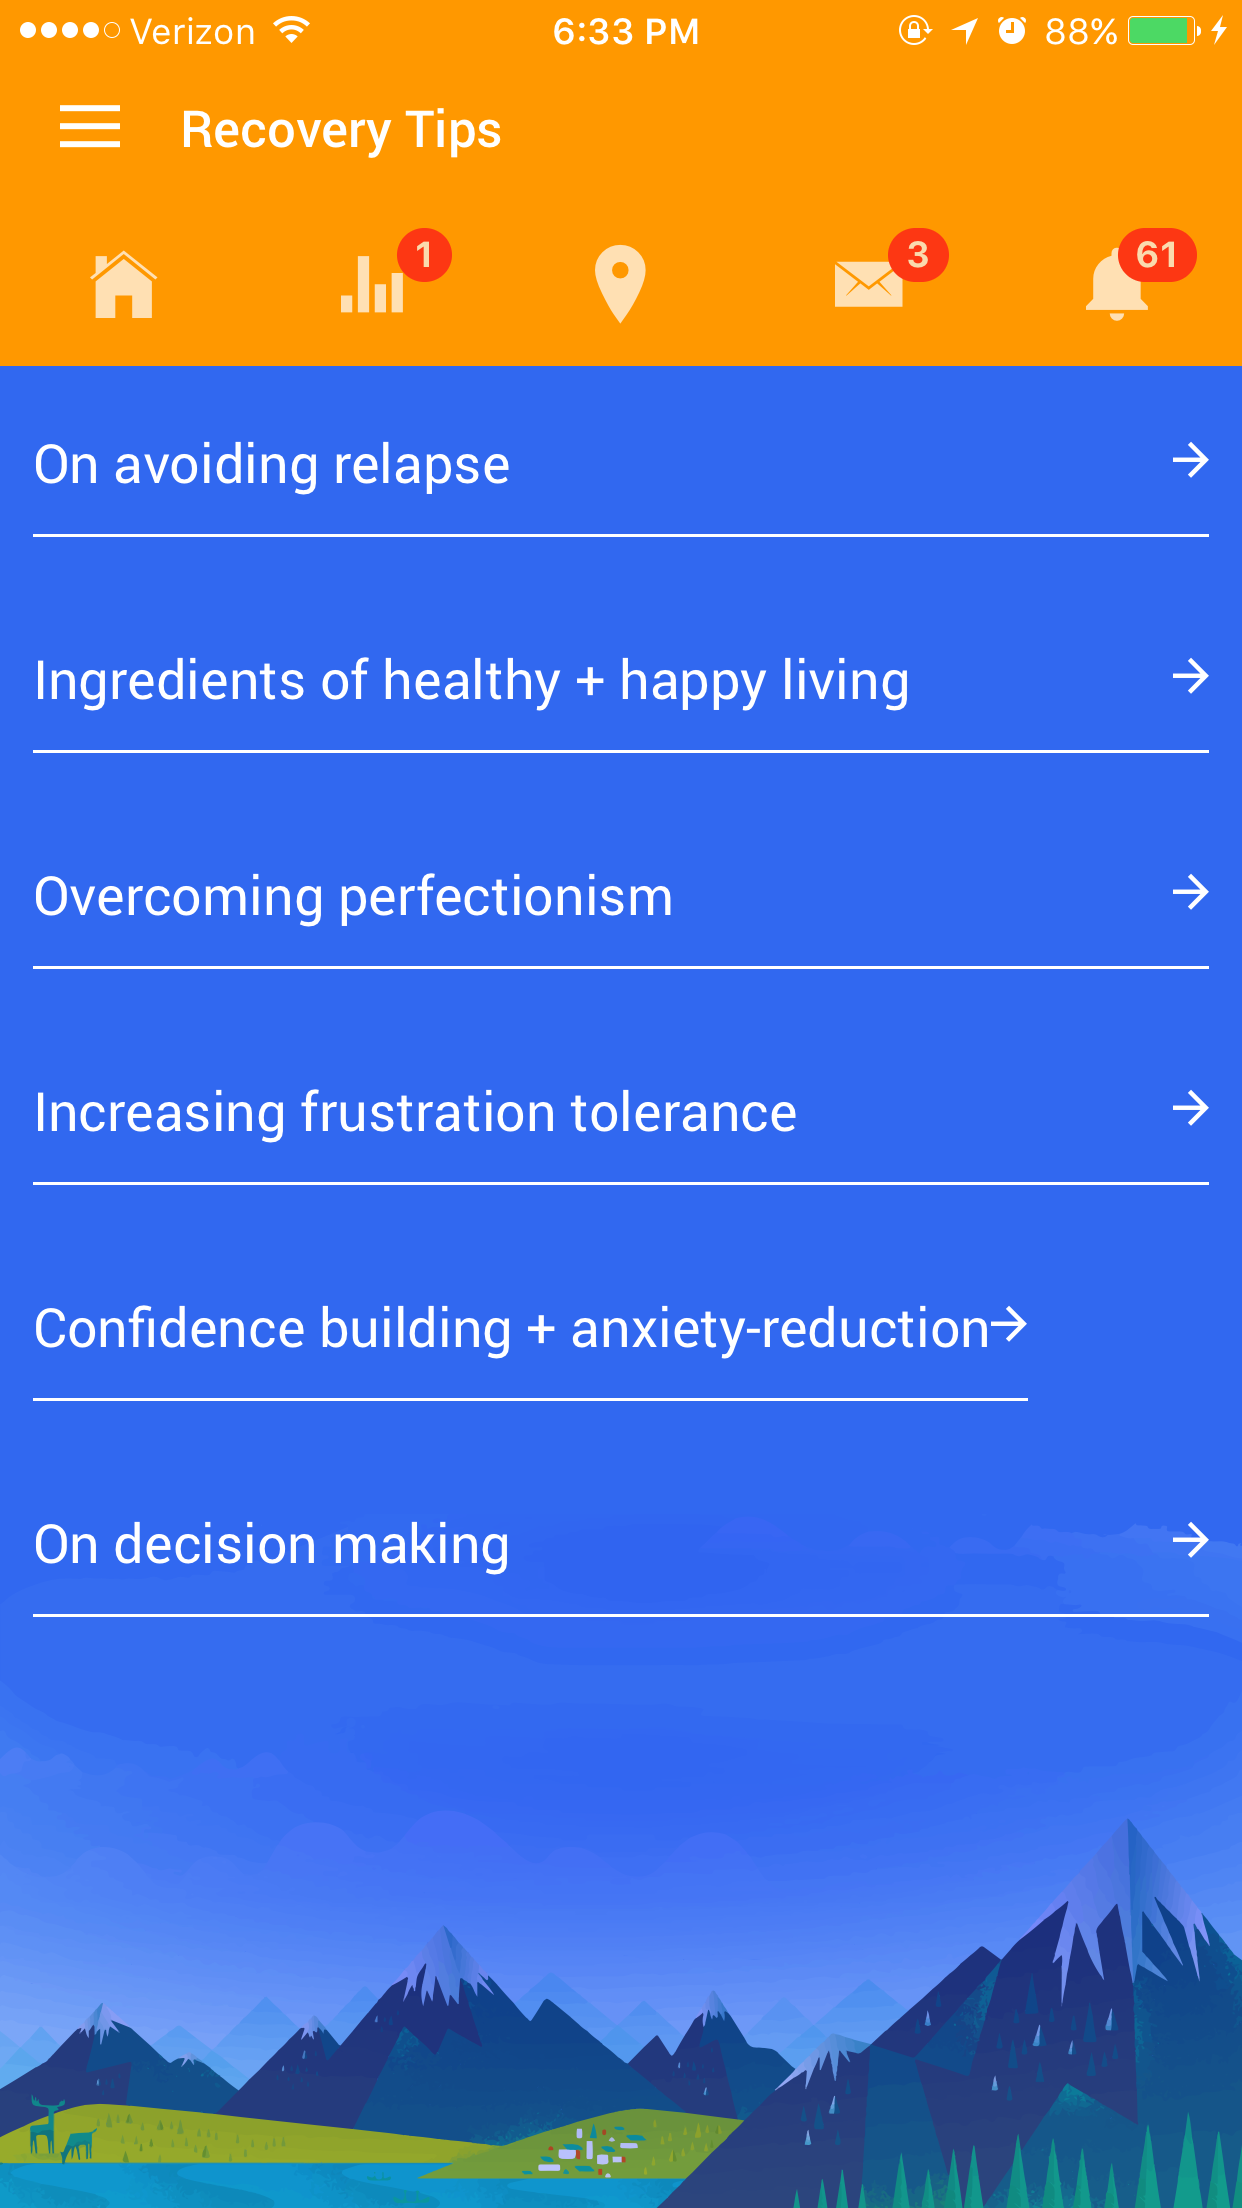 Verizon 6:33 PM 88%
Recovery Tips
1 3 61
On avoiding relapse
Ingredients of healthy + happy living
Overcoming perfectionism
Increasing frustration tolerance
Confidence building + anxiety-reduction
On decision making